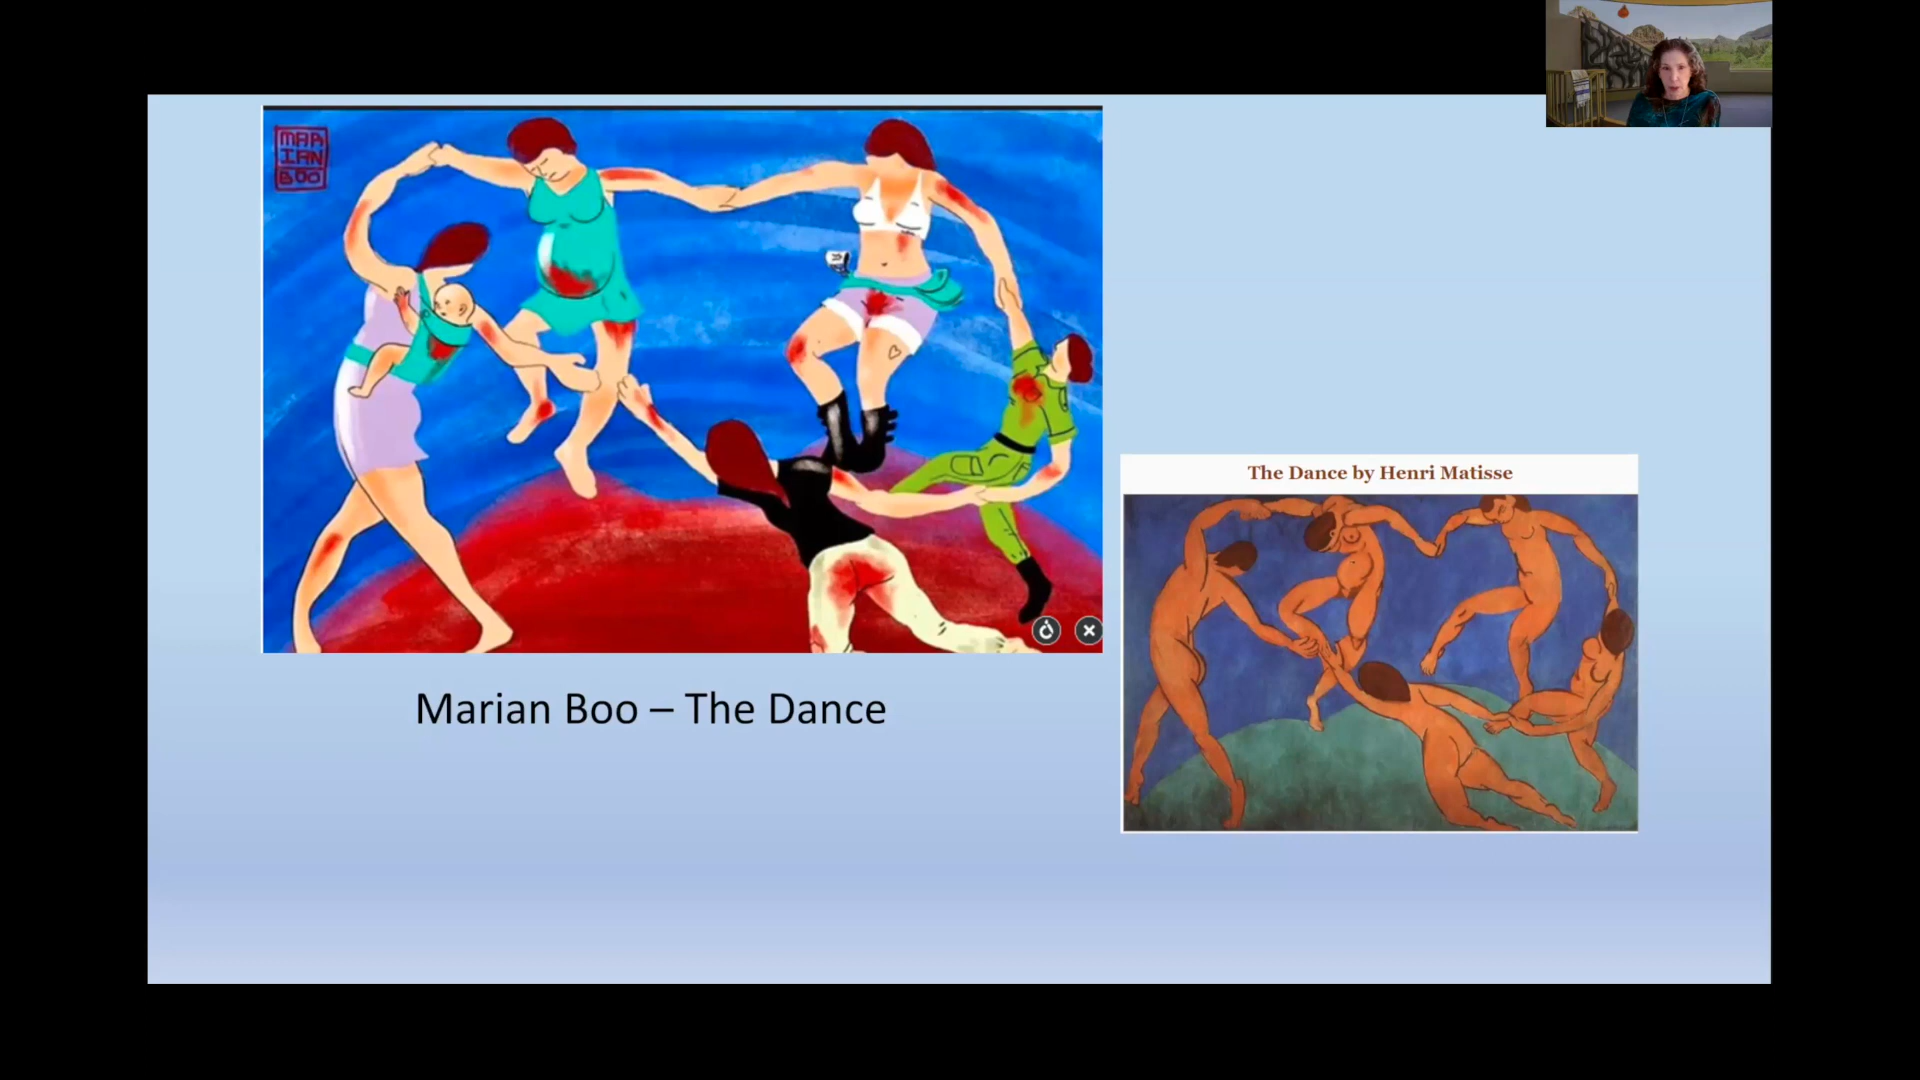 MAR
IAN
BOO
Marian Boo – The Dance
The Dance by Henri Matisse